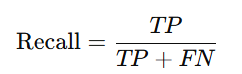 Recall = TP / TP + FN